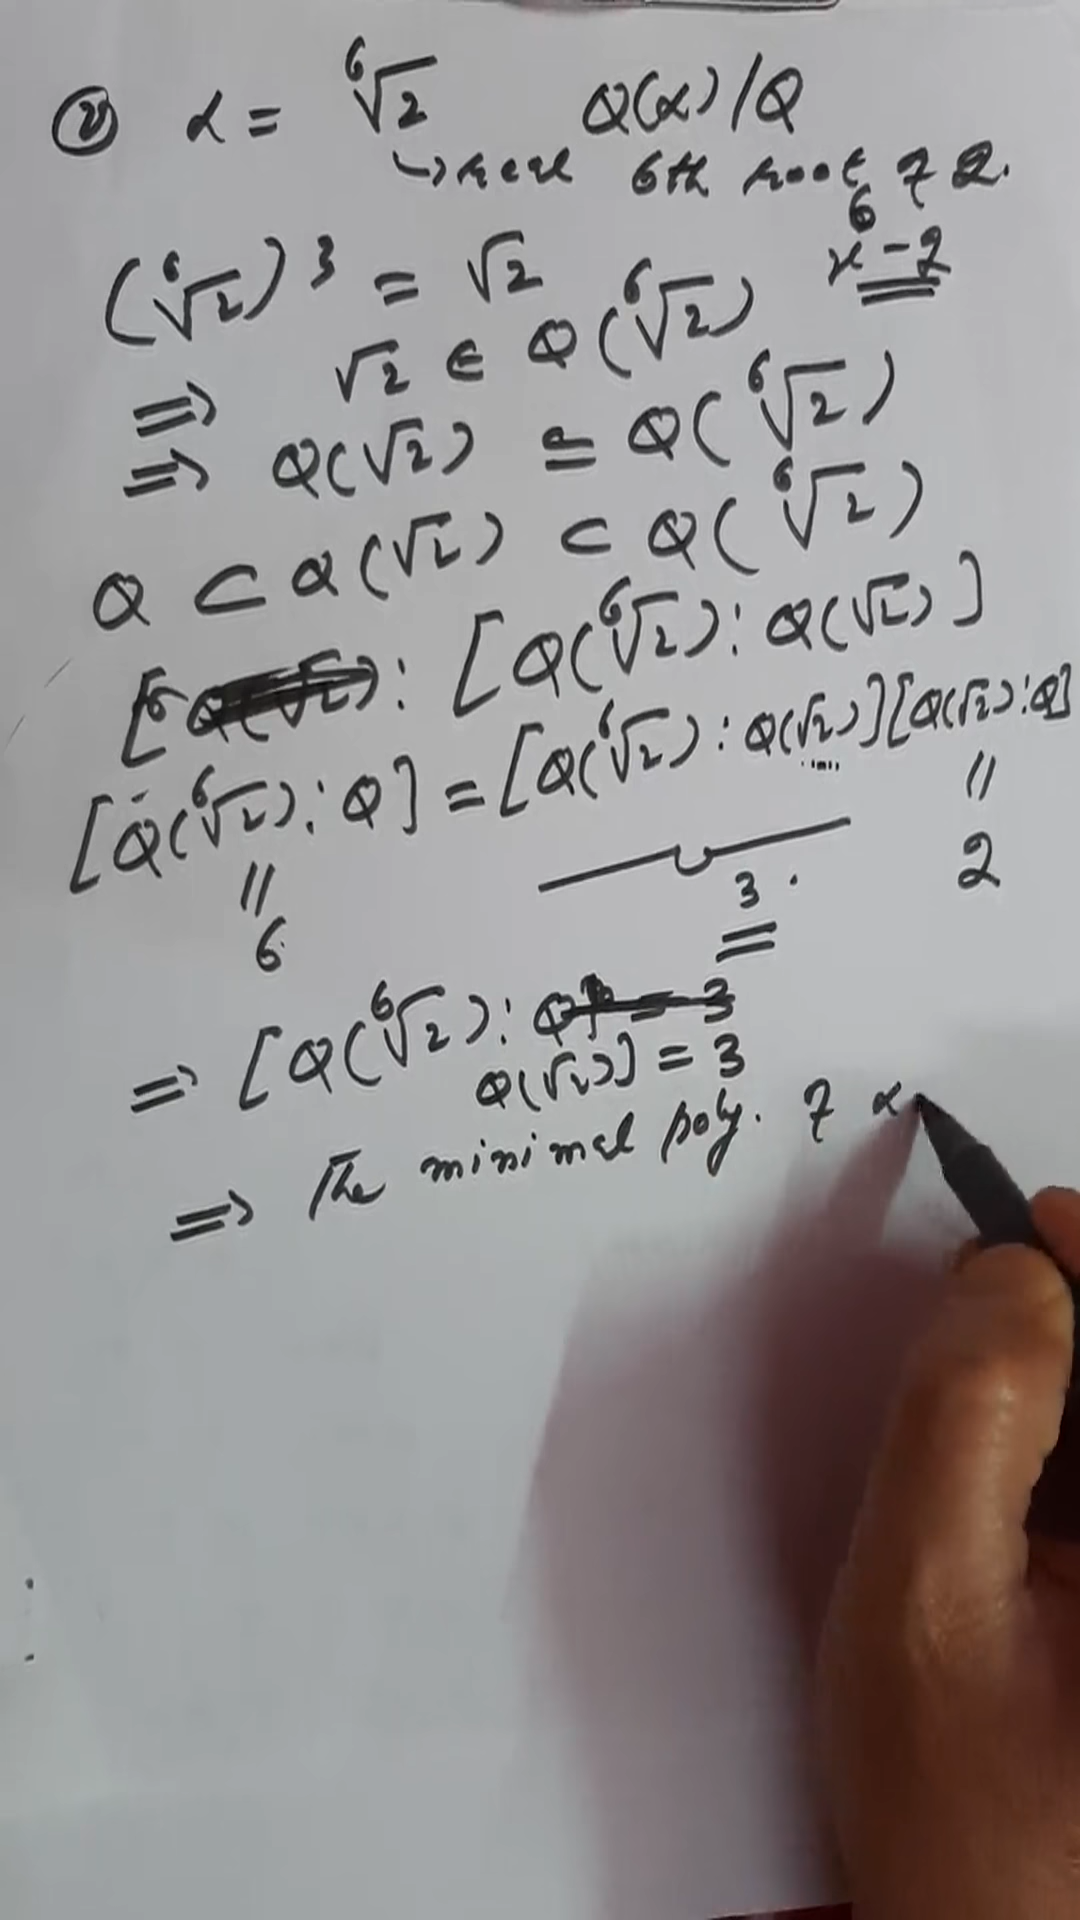 ② α = ⁶√2 Q(α)/Q
↳ real 6th root of 2.
(⁶√2)³ = √2 x⁶-2
⇒ √2 ∈ Q(⁶√2)
⇒ Q(√2) ⊆ Q(⁶√2)
Q ⊂ Q(√2) ⊂ Q(⁶√2)
[ : [Q(⁶√2): Q(√2)]
[Q(⁶√2): Q] = [Q(⁶√2): Q(√2)][Q(√2): Q]
" "
6 3 . 2
⇒ [Q(⁶√2): Q] = 3
Q(√2)] = 3
⇒ The minimal poly. of α